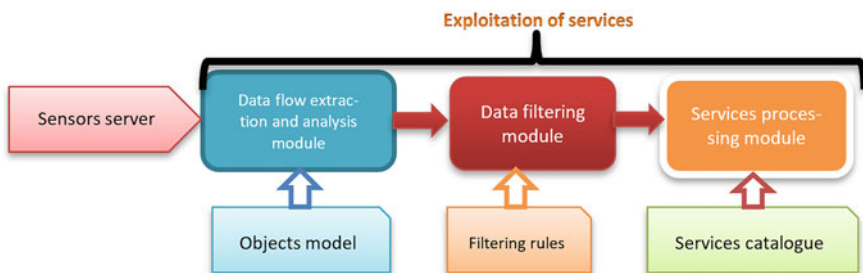 Exploitation of services
Sensors server
Data flow extrac-
tion and analysis
module
Data filtering
module
Services proces-
sing module
Objects model
Filtering rules
Services catalogue